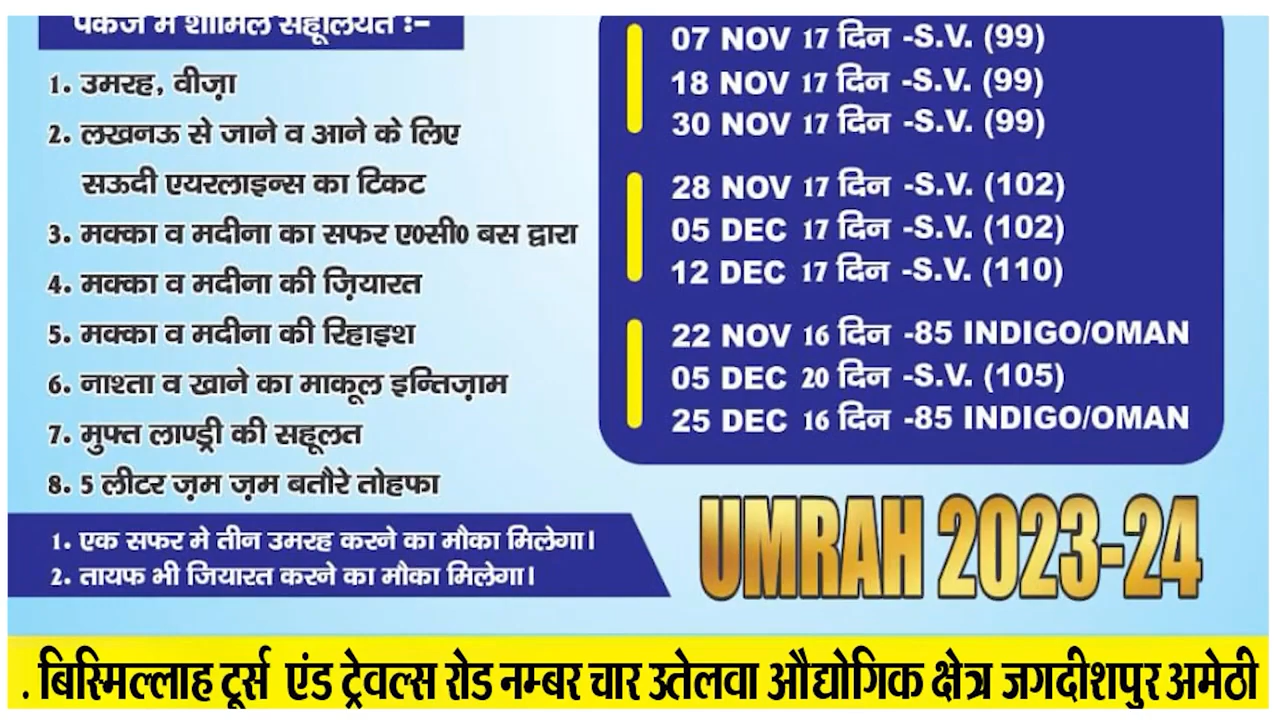 पैकेज में शामिल सहूलियत :-
1. उमरह, वीज़ा
2. लखनऊ से जाने व आने के लिए
सऊदी एयरलाइन्स का टिकट
3. मक्का व मदीना का सफर ए0सी0 बस द्वारा
4. मक्का व मदीना की ज़ियारत
5. मक्का व मदीना की रिहाइश
6. नाश्ता व खाने का माकूल इन्तिज़ाम
7. मुफ्त लाण्ड्री की सहूलत
8. 5 लीटर ज़म ज़म बतौरे तोहफा
1. एक सफर मे तीन उमरह करने का मौका मिलेगा।
2. तायफ भी जियारत करने का मौका मिलेगा।
07 NOV 17 दिन -S.V. (99)
18 NOV 17 दिन -S.V. (99)
30 NOV 17 दिन -S.V. (99)
28 NOV 17 दिन -S.V. (102)
05 DEC 17 दिन -S.V. (102)
12 DEC 17 दिन -S.V. (110)
22 NOV 16 दिन -85 INDIGO/OMAN
05 DEC 20 दिन -S.V. (105)
25 DEC 16 दिन -85 INDIGO/OMAN
UMRAH 2023-24
. बिस्मिल्लाह टूर्स एंड ट्रेवल्स रोड नम्बर चार उतेलवा औद्योगिक क्षेत्र जगदीशपुर अमेठी